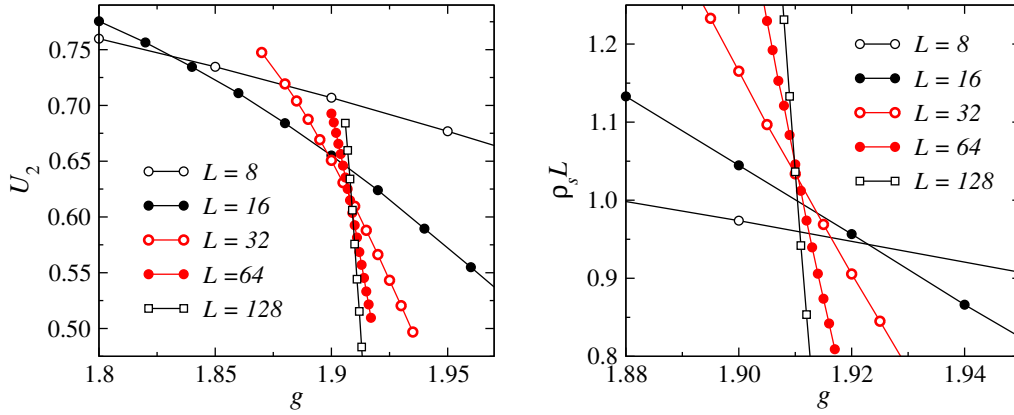 0.75
0.70
0.65
0.60
0.55
0.50
U₂
L = 8
L = 16
L = 32
L =64
L = 128
1.8 1.85 1.9 1.95
g
1.2
1.1
1.0
0.9
0.8
ρₛL
L = 8
L = 16
L = 32
L = 64
L = 128
1.88 1.90 1.92 1.94
g